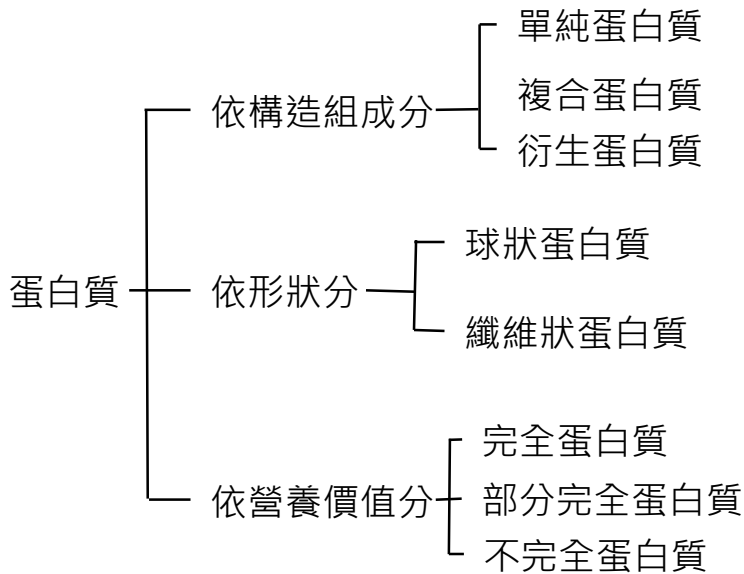 蛋白質
依構造組成分
單純蛋白質
複合蛋白質
衍生蛋白質
依形狀分
球狀蛋白質
纖維狀蛋白質
依營養價值分
完全蛋白質
部分完全蛋白質
不完全蛋白質